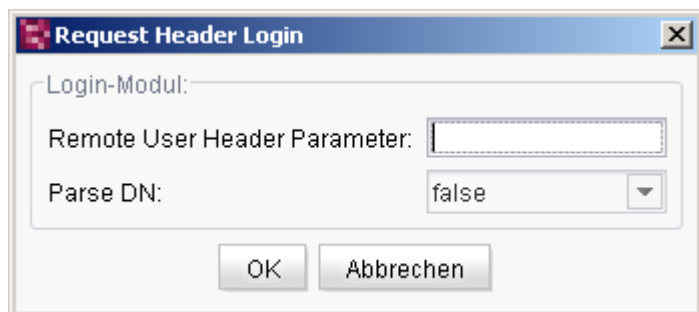 Request Header Login
Login-Modul:
Remote User Header Parameter:
Parse DN: false
OK Abbrechen